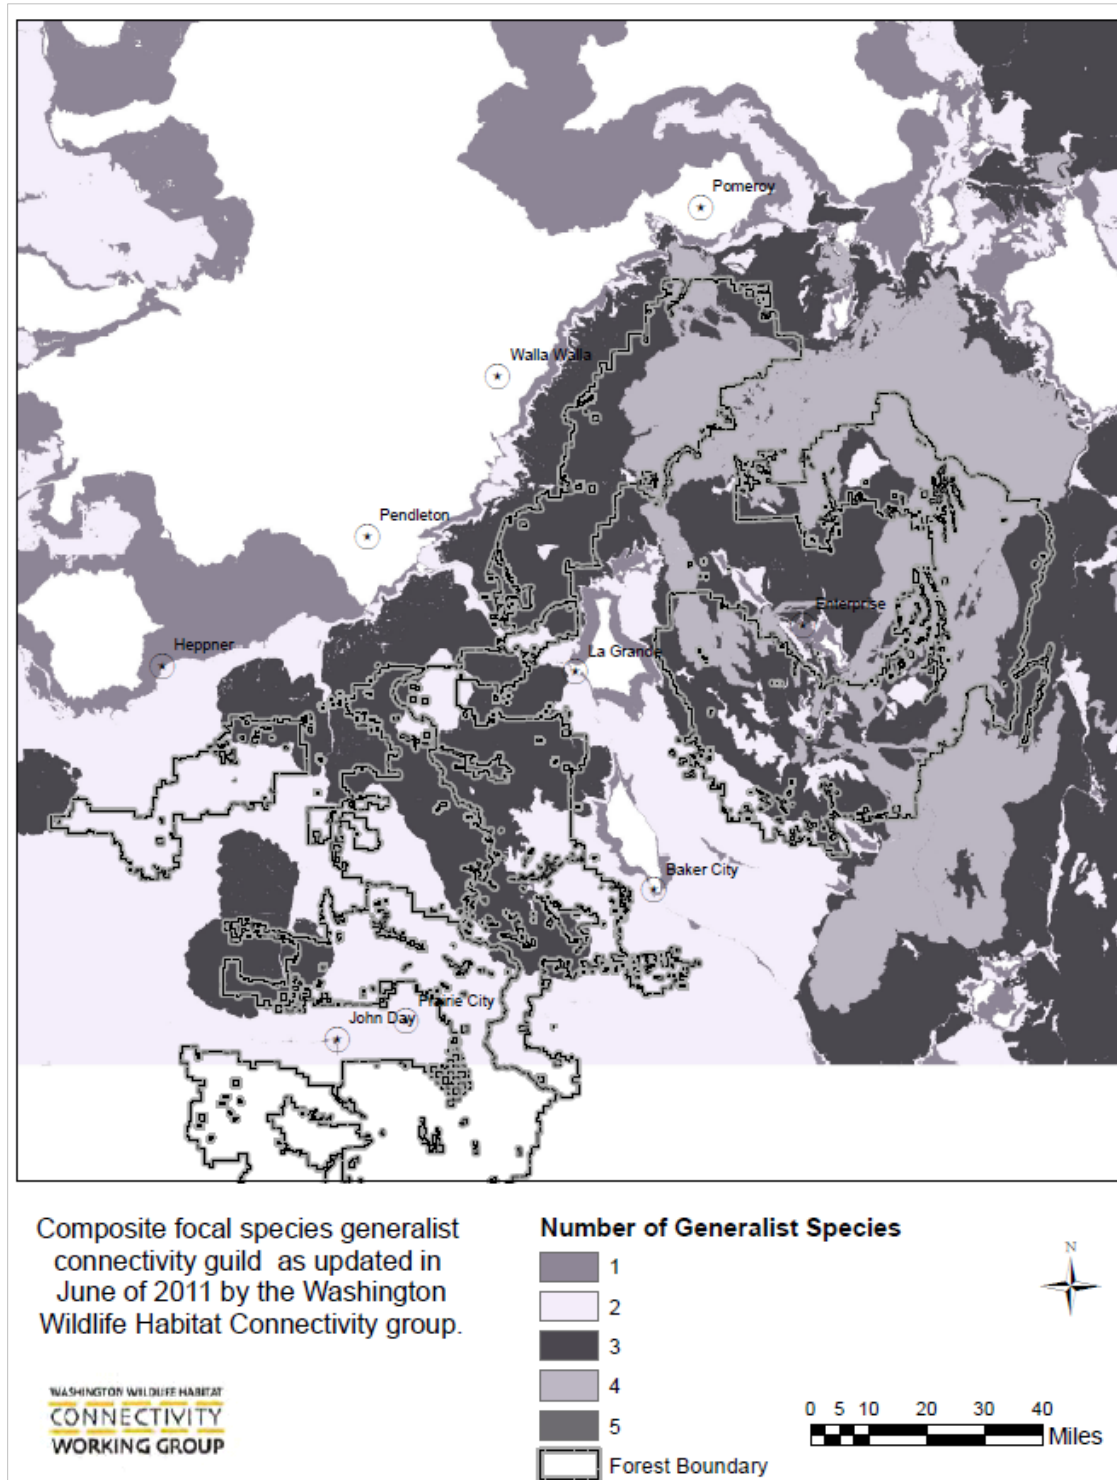 2
Pomeroy
Walla Walla
Pendleton
Enterprise
Heppner
La Grande
Baker City
Prairie City
John Day
Composite focal species generalist
connectivity guild as updated in
June of 2011 by the Washington
Wildlife Habitat Connectivity group.
WASHINGTON WILDLIFE HABITAT
CONNECTIVITY
WORKING GROUP
Number of Generalist Species
1
2
3
4
5
Forest Boundary
N
0 5 10 20 30 40
Miles